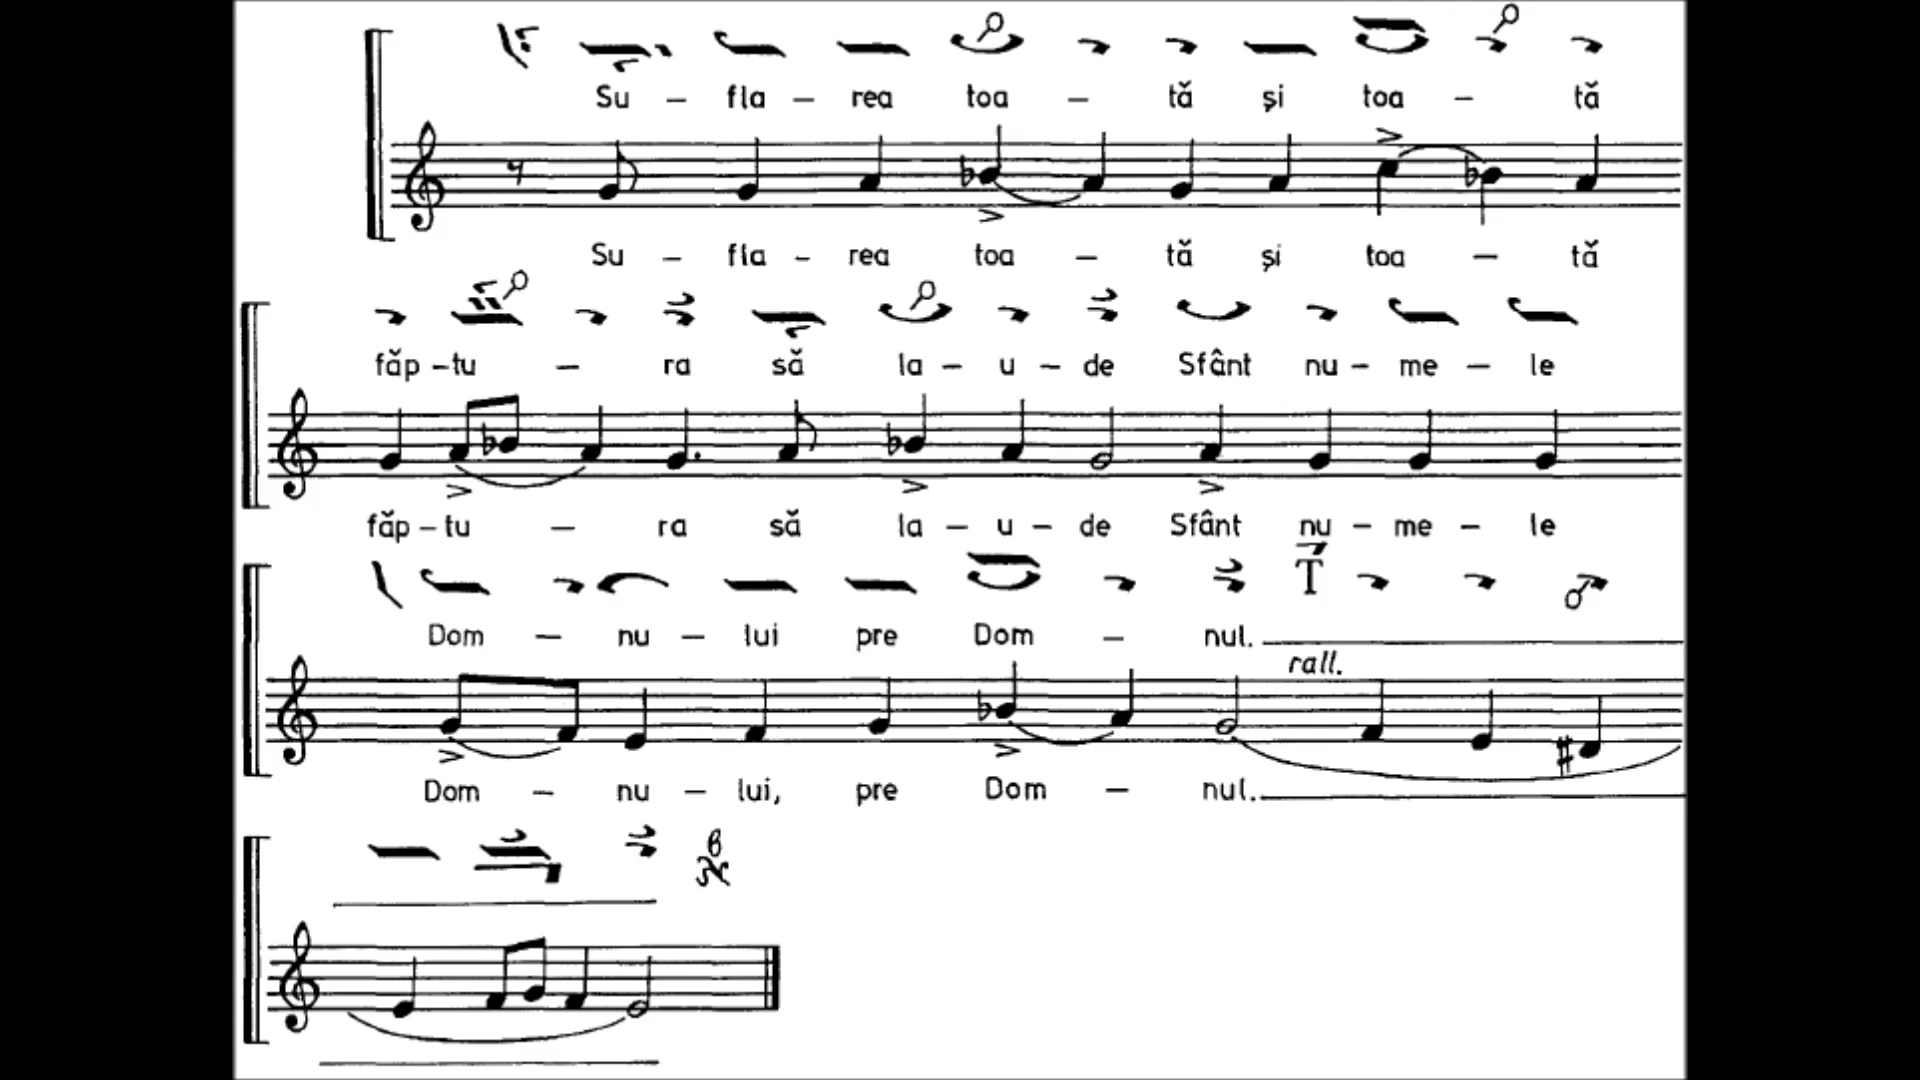 Su – fla – rea toa – tă și toa – tă
Su – fla – rea toa – tă și toa – tă
făp – tu – ra să la – u – de Sfânt nu – me – le
făp – tu – ra să la – u – de Sfânt nu – me – le
Dom – nu – lui pre Dom – nul.
rall.
Dom – nu – lui, pre Dom – nul.